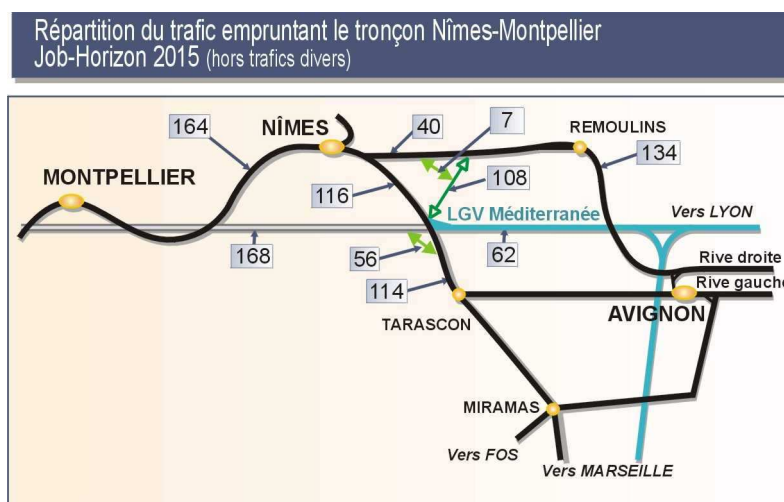 Répartition du trafic empruntant le tronçon Nîmes-Montpellier
Job-Horizon 2015 (hors trafics divers)
164
NÎMES
40
7
REMOULINS
134
MONTPELLIER
116
108
LGV Méditerranée
Vers LYON
168
56
62
Rive droite
Rive gauche
114
TARASCON
AVIGNON
MIRAMAS
Vers FOS
Vers MARSEILLE